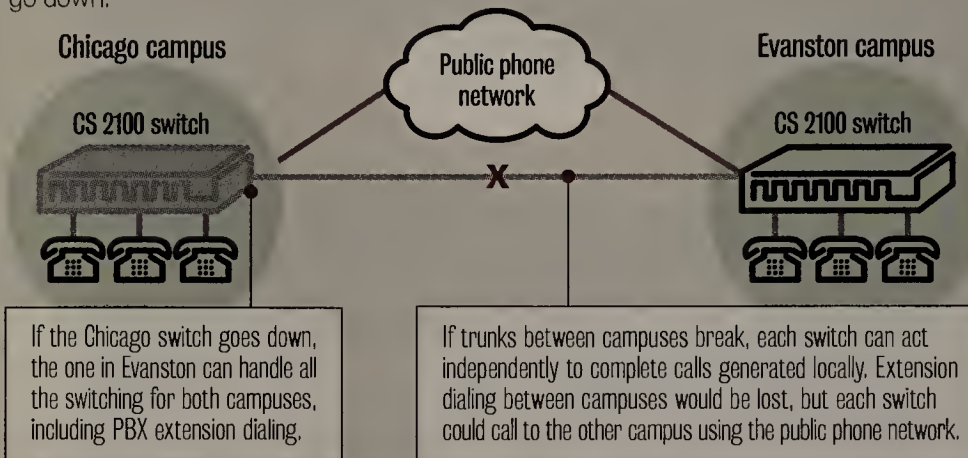 go down.
Chicago campus
Public phone
network
Evanston campus
CS 2100 switch
CS 2100 switch
X
If the Chicago switch goes down,
the one in Evanston can handle all
the switching for both campuses,
including PBX extension dialing.
If trunks between campuses break, each switch can act
independently to complete calls generated locally. Extension
dialing between campuses would be lost, but each switch
could call to the other campus using the public phone network.